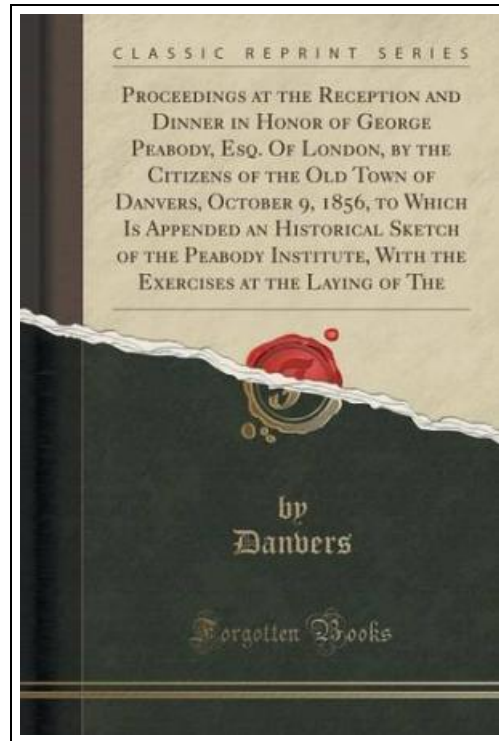 CLASSIC REPRINT SERIES
PROCEEDINGS AT THE RECEPTION AND
DINNER IN HONOR OF GEORGE
PEABODY, ESQ. OF LONDON, BY THE
CITIZENS OF THE OLD TOWN OF
DANVERS, OCTOBER 9, 1856, TO WHICH
IS APPENDED AN HISTORICAL SKETCH
OF THE PEABODY INSTITUTE, WITH THE
EXERCISES AT THE LAYING OF THE
by
Danvers
Forgotten Books